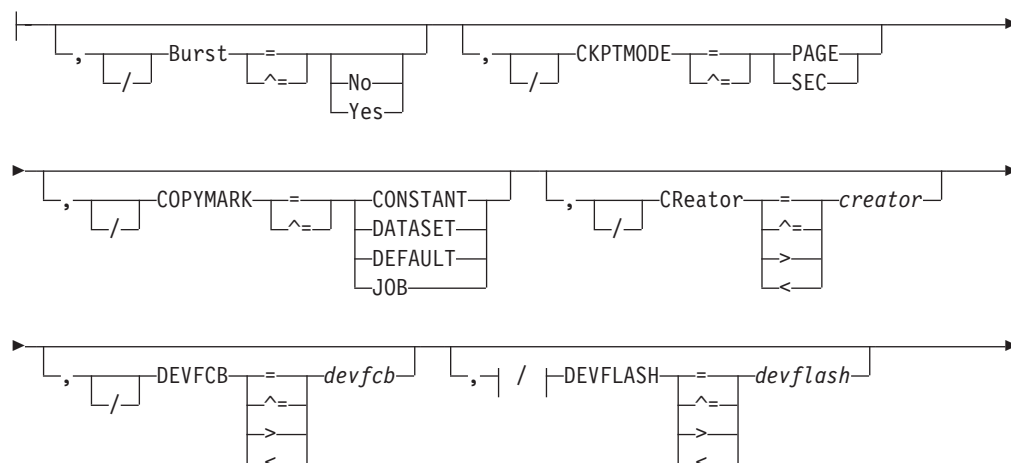 , / Burst = ^= No Yes , / CKPTMODE = ^= PAGE SEC
, / COPYMARK = ^= CONSTANT DATASET DEFAULT JOB , / CReator = ^= > < creator
, / DEVFCB = ^= > < devfcb , / DEVFLASH = ^= > < devflash